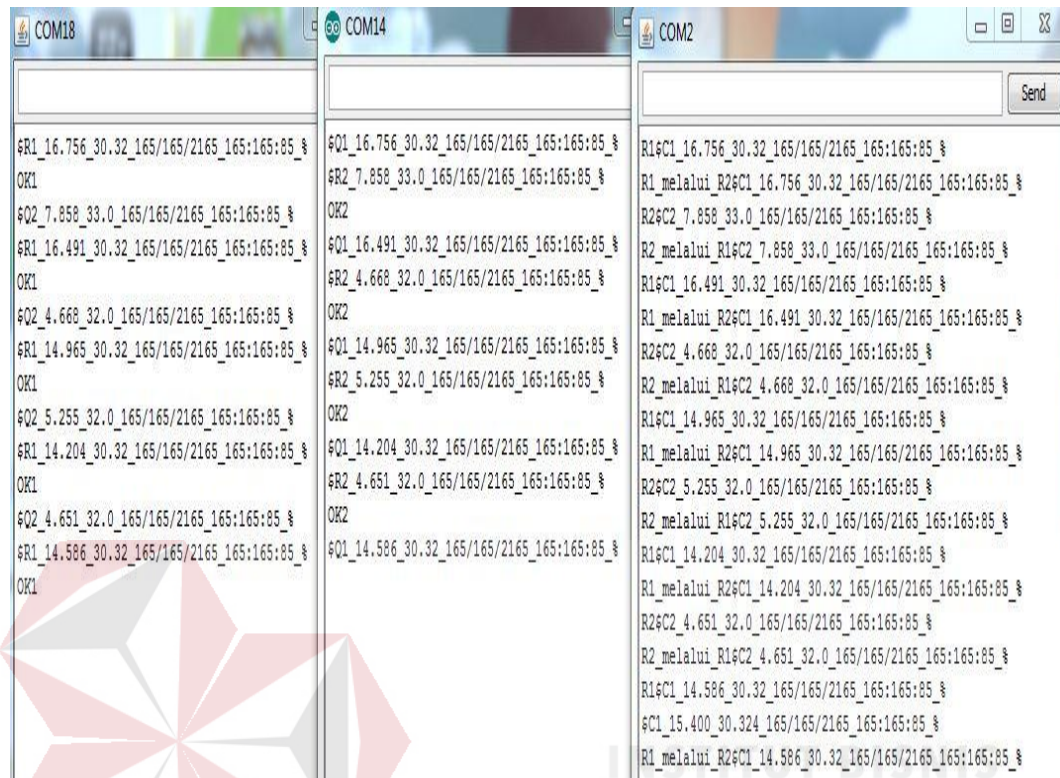 COM18
$R1_16.756_30.32_165/165/2165_165:165:85_%
OK1
$Q2_7.858_33.0_165/165/2165_165:165:85_%
$R1_16.491_30.32_165/165/2165_165:165:85_%
OK1
$Q2_4.668_32.0_165/165/2165_165:165:85_%
$R1_14.965_30.32_165/165/2165_165:165:85_%
OK1
$Q2_5.255_32.0_165/165/2165_165:165:85_%
$R1_14.204_30.32_165/165/2165_165:165:85_%
OK1
$Q2_4.651_32.0_165/165/2165_165:165:85_%
$R1_14.586_30.32_165/165/2165_165:165:85_%
OK1
COM14
$Q1_16.756_30.32_165/165/2165_165:165:85_%
$R2_7.858_33.0_165/165/2165_165:165:85_%
OK2
$Q1_16.491_30.32_165/165/2165_165:165:85_%
$R2_4.668_32.0_165/165/2165_165:165:85_%
OK2
$Q1_14.965_30.32_165/165/2165_165:165:85_%
$R2_5.255_32.0_165/165/2165_165:165:85_%
OK2
$Q1_14.204_30.32_165/165/2165_165:165:85_%
$R2_4.651_32.0_165/165/2165_165:165:85_%
OK2
$Q1_14.586_30.32_165/165/2165_165:165:85_%
COM2
Send
R1$C1_16.756_30.32_165/165/2165_165:165:85_%
R1_melalui_R2$C1_16.756_30.32_165/165/2165_165:165:85_%
R2$C2_7.858_33.0_165/165/2165_165:165:85_%
R2_melalui_R1$C2_7.858_33.0_165/165/2165_165:165:85_%
R1$C1_16.491_30.32_165/165/2165_165:165:85_%
R1_melalui_R2$C1_16.491_30.32_165/165/2165_165:165:85_%
R2$C2_4.668_32.0_165/165/2165_165:165:85_%
R2_melalui_R1$C2_4.668_32.0_165/165/2165_165:165:85_%
R1$C1_14.965_30.32_165/165/2165_165:165:85_%
R1_melalui_R2$C1_14.965_30.32_165/165/2165_165:165:85_%
R2$C2_5.255_32.0_165/165/2165_165:165:85_%
R2_melalui_R1$C2_5.255_32.0_165/165/2165_165:165:85_%
R1$C1_14.204_30.32_165/165/2165_165:165:85_%
R1_melalui_R2$C1_14.204_30.32_165/165/2165_165:165:85_%
R2$C2_4.651_32.0_165/165/2165_165:165:85_%
R2_melalui_R1$C2_4.651_32.0_165/165/2165_165:165:85_%
R1$C1_14.586_30.32_165/165/2165_165:165:85_%
$C1_15.400_30.324_165/165/2165_165:165:85_%
R1_melalui_R2$C1_14.586_30.32_165/165/2165_165:165:85_%